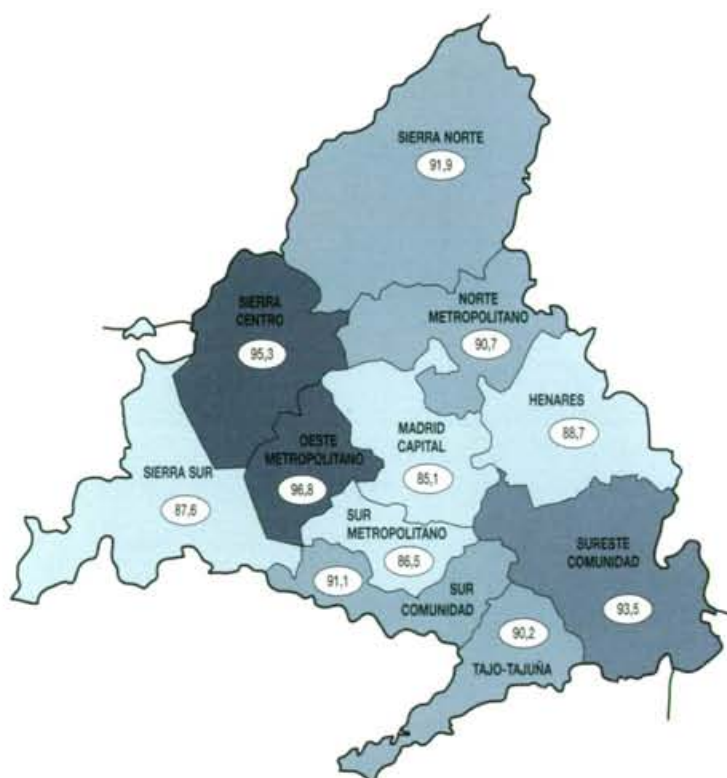 SIERRA NORTE
91,9
SIERRA
CENTRO
95,3
NORTE
METROPOLITANO
90,7
HENARES
88,7
MADRID
CAPITAL
85,1
OESTE
METROPOLITANO
96,8
SIERRA SUR
87,6
SUR
METROPOLITANO
86,5
SURESTE
COMUNIDAD
93,5
91,1
SUR
COMUNIDAD
90,2
TAJO-TAJUÑA